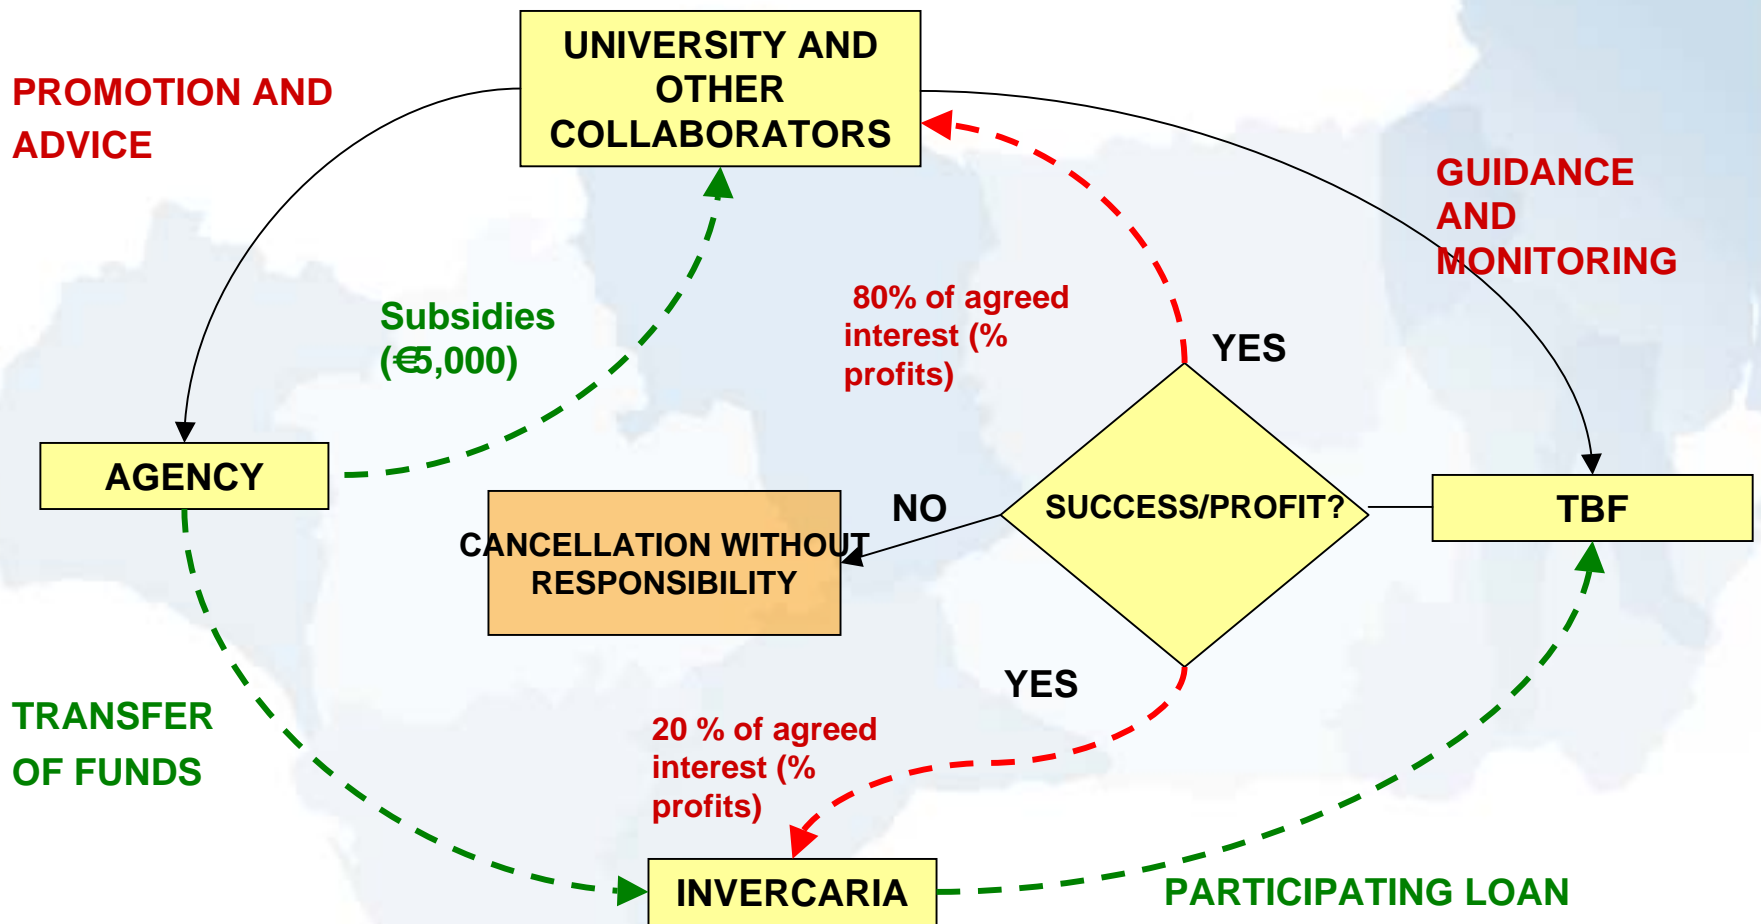 UNIVERSITY AND
OTHER
COLLABORATORS
PROMOTION AND
ADVICE
GUIDANCE
AND
MONITORING
Subsidies
(€5,000)
80% of agreed
interest (%
profits)
YES
AGENCY
NO
SUCCESS/PROFIT?
TBF
CANCELLATION WITHOUT
RESPONSIBILITY
YES
TRANSFER
OF FUNDS
20 % of agreed
interest (%
profits)
INVERCARIA
PARTICIPATING LOAN